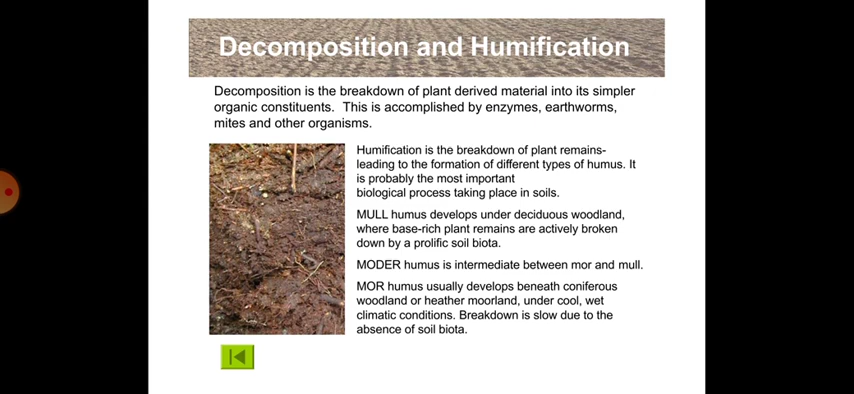 Decomposition and Humification
Decomposition is the breakdown of plant derived material into its simpler
organic constituents. This is accomplished by enzymes, earthworms,
mites and other organisms.
Humification is the breakdown of plant remains-
leading to the formation of different types of humus. It
is probably the most important
biological process taking place in soils.
MULL humus develops under deciduous woodland,
where base-rich plant remains are actively broken
down by a prolific soil biota.
MODER humus is intermediate between mor and mull.
MOR humus usually develops beneath coniferous
woodland or heather moorland, under cool, wet
climatic conditions. Breakdown is slow due to the
absence of soil biota.